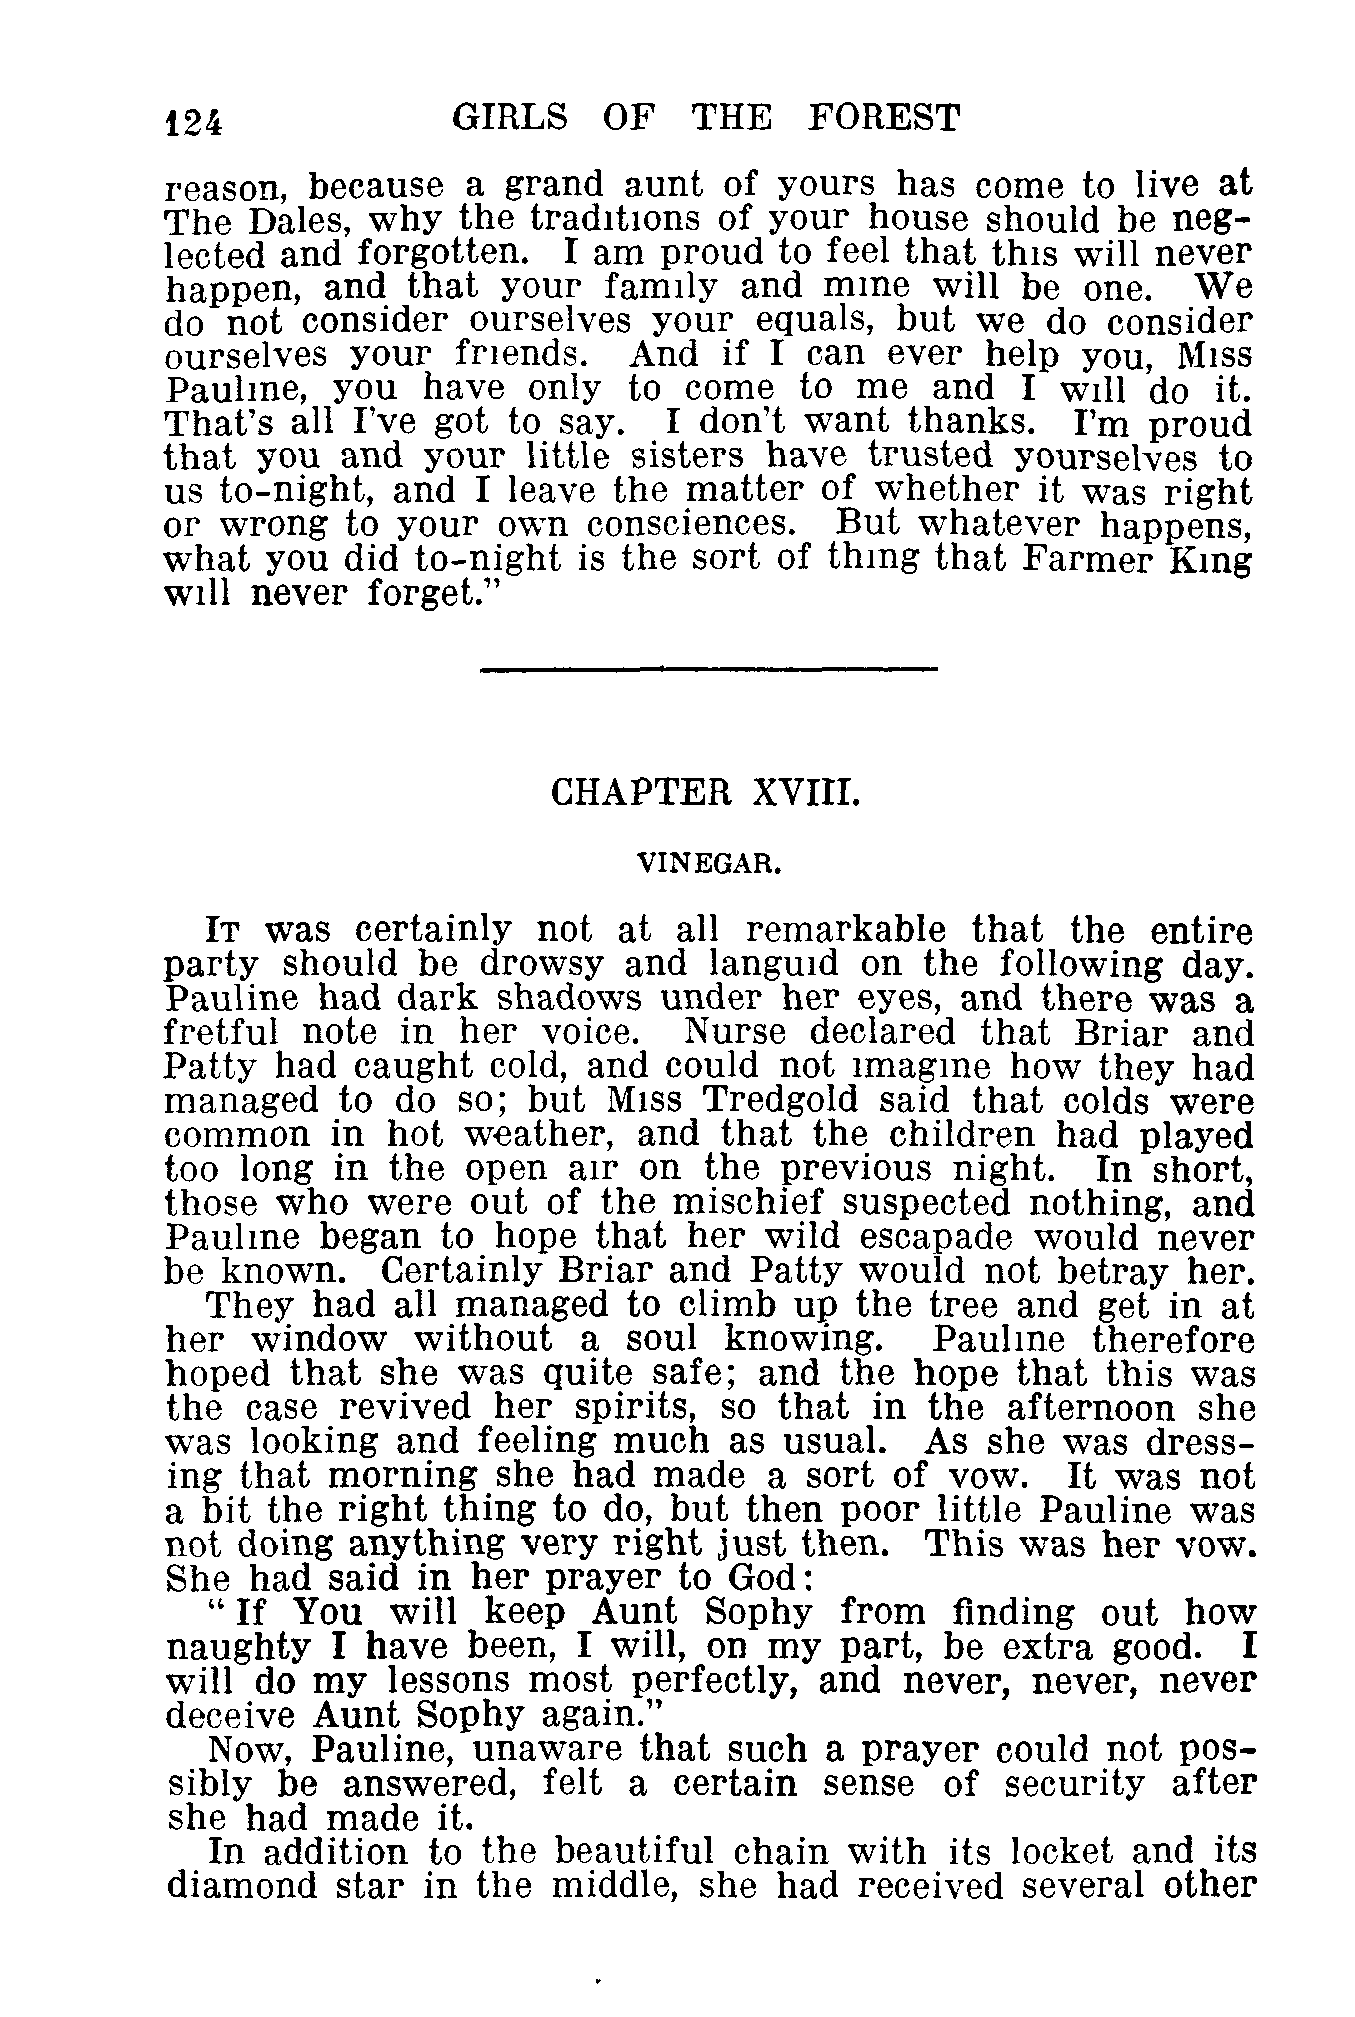 124 GIRLS OF THE FOREST
reason, because a grand aunt of yours has come to live at
The Dales, why the traditions of your house should be neg-
lected and forgotten. I am proud to feel that this will never
happen, and that your family and mine will be one. We
do not consider ourselves your equals, but we do consider
ourselves your friends. And if I can ever help you, Miss
Pauline, you have only to come to me and I will do it.
That's all I've got to say. I don't want thanks. I'm proud
that you and your little sisters have trusted yourselves to
us to-night, and I leave the matter of whether it was right
or wrong to your own consciences. But whatever happens,
what you did to-night is the sort of thing that Farmer King
will never forget."
CHAPTER XVIII.
VINEGAR.
IT was certainly not at all remarkable that the entire
party should be drowsy and languid on the following day.
Pauline had dark shadows under her eyes, and there was a
fretful note in her voice. Nurse declared that Briar and
Patty had caught cold, and could not imagine how they had
managed to do so; but Miss Tredgold said that colds were
common in hot weather, and that the children had played
too long in the open air on the previous night. In short,
those who were out of the mischief suspected nothing, and
Pauline began to hope that her wild escapade would never
be known. Certainly Briar and Patty would not betray her.
They had all managed to climb up the tree and get in at
her window without a soul knowing. Pauline therefore
hoped that she was quite safe; and the hope that this was
the case revived her spirits, so that in the afternoon she
was looking and feeling much as usual. As she was dress-
ing that morning she had made a sort of vow. It was not
a bit the right thing to do, but then poor little Pauline was
not doing anything very right just then. This was her vow.
She had said in her prayer to God:
"If You will keep Aunt Sophy from finding out how
naughty I have been, I will, on my part, be extra good. I
will do my lessons most perfectly, and never, never, never
deceive Aunt Sophy again."
Now, Pauline, unaware that such a prayer could not pos-
sibly be answered, felt a certain sense of security after
she had made it.
In addition to the beautiful chain with its locket and its
diamond star in the middle, she had received several other